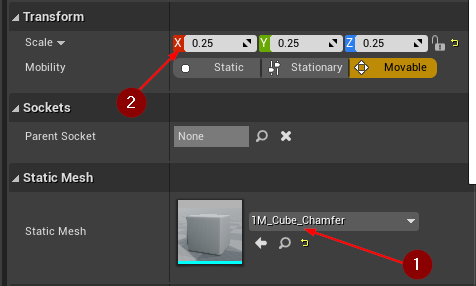 Transform
Scale X 0.25 Y 0.25 Z 0.25
Mobility Static Stationary Movable
2
Sockets
Parent Socket None
Static Mesh
1M_Cube_Chamfer
Static Mesh
1